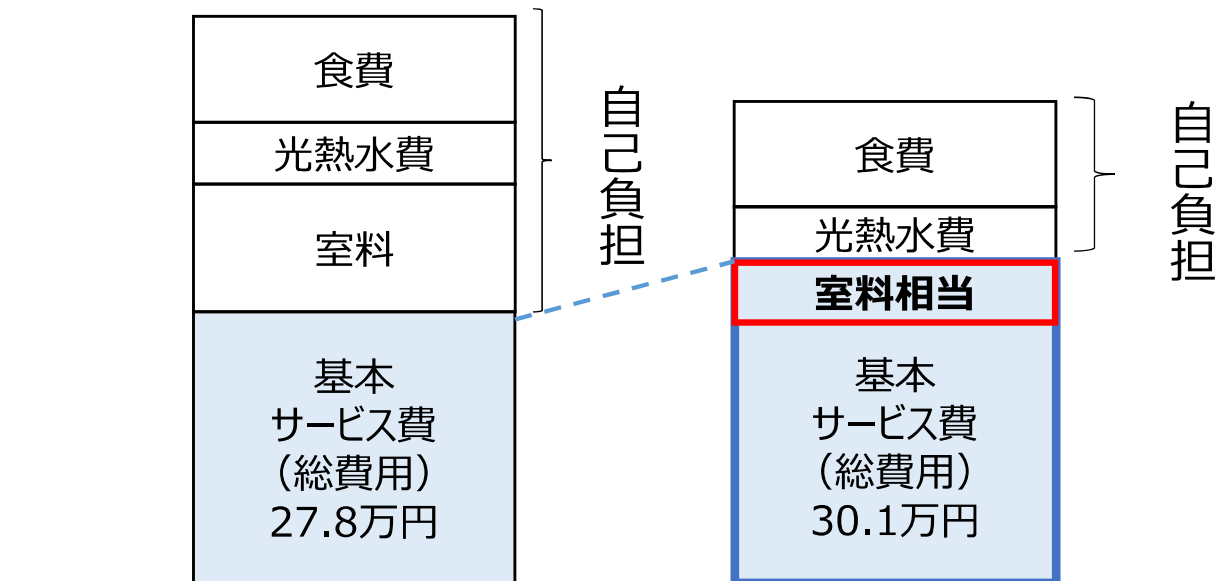 食費
光熱水費
室料
基本
サービス費
（総費用）
27.8万円
自己負担
食費
光熱水費
室料相当
基本
サービス費
（総費用）
30.1万円
自己負担